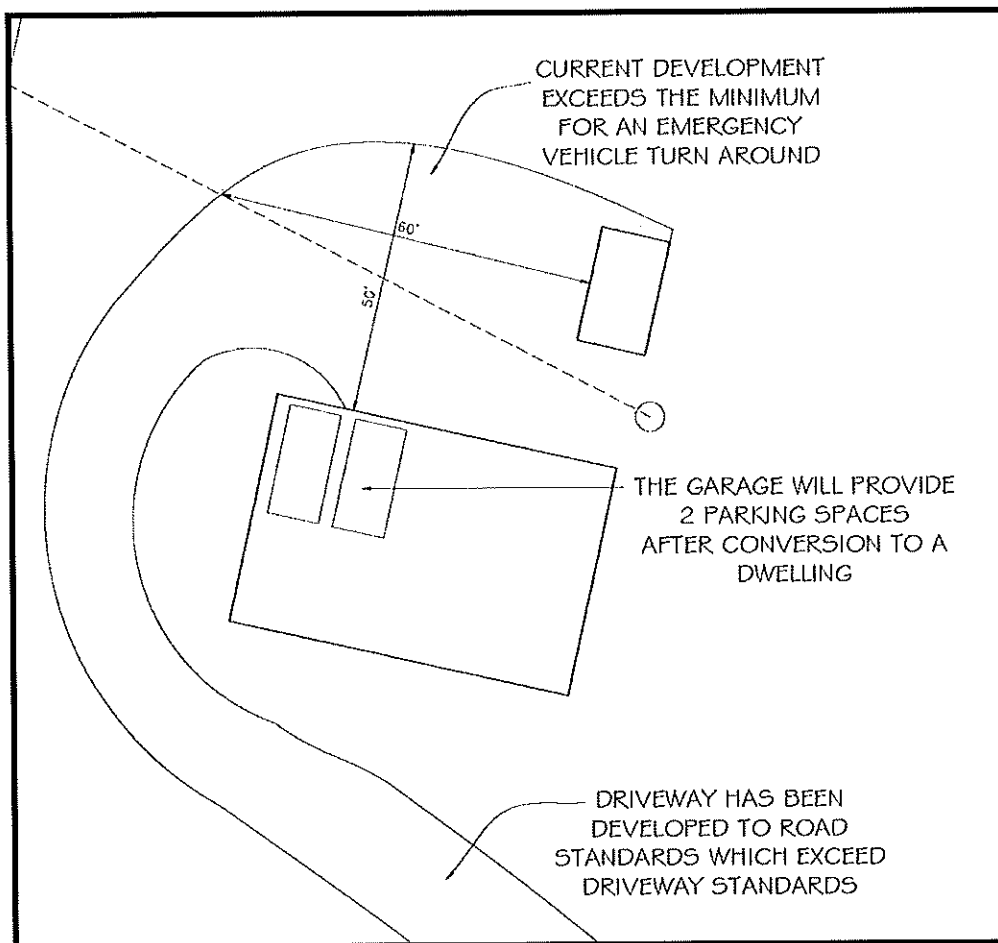 CURRENT DEVELOPMENT
EXCEEDS THE MINIMUM
FOR AN EMERGENCY
VEHICLE TURN AROUND
60'
50'
THE GARAGE WILL PROVIDE
2 PARKING SPACES
AFTER CONVERSION TO A
DWELLING
DRIVEWAY HAS BEEN
DEVELOPED TO ROAD
STANDARDS WHICH EXCEED
DRIVEWAY STANDARDS